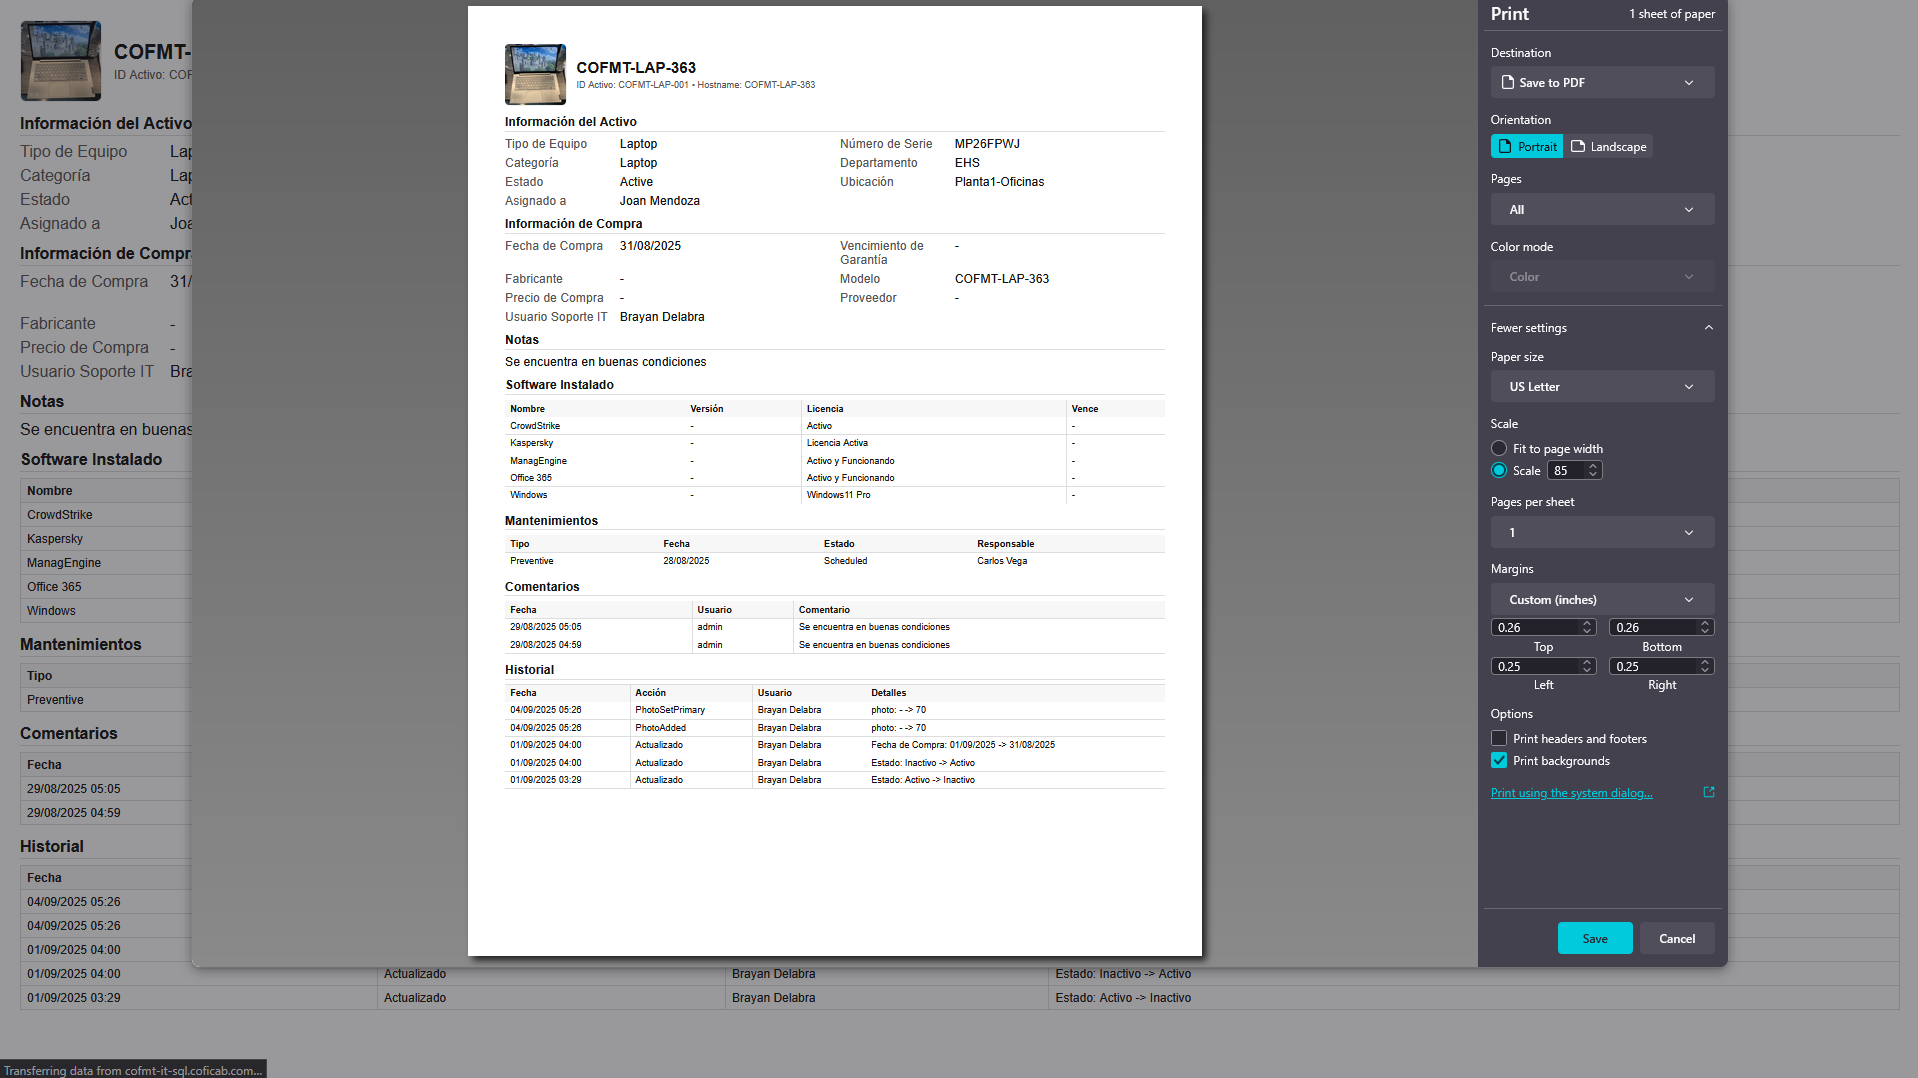 COFMT-
ID Activo: COF
Información del Activo
Tipo de Equipo Lap
Categoría Lap
Estado Act
Asignado a Joa
Información de Compr
Fecha de Compra 31/
Fabricante -
Precio de Compra -
Usuario Soporte IT Bra
Notas
Se encuentra en buenas
Software Instalado
Nombre
CrowdStrike
Kaspersky
ManagEngine
Office 365
Windows
Mantenimientos
Tipo
Preventive
Comentarios
Fecha
29/08/2025 05:05
29/08/2025 04:59
Historial
Fecha
04/09/2025 05:26
04/09/2025 05:26
01/09/2025 04:00
01/09/2025 04:00 Actualizado Brayan Delabra Estado: Inactivo -> Activo
01/09/2025 03:29 Actualizado Brayan Delabra Estado: Activo -> Inactivo
Transferring data from cofmt-it-sql.coficab.com...
COFMT-LAP-363
ID Activo: COFMT-LAP-001 • Hostname: COFMT-LAP-363
Información del Activo
Tipo de Equipo Laptop Número de Serie MP26FPWJ
Categoría Laptop Departamento EHS
Estado Active Ubicación Planta1-Oficinas
Asignado a Joan Mendoza
Información de Compra
Fecha de Compra 31/08/2025 Vencimiento de -
Garantía
Fabricante - Modelo COFMT-LAP-363
Precio de Compra - Proveedor -
Usuario Soporte IT Brayan Delabra
Notas
Se encuentra en buenas condiciones
Software Instalado
Nombre Versión Licencia Vence
CrowdStrike - Activo -
Kaspersky - Licencia Activa -
ManagEngine - Activo y Funcionando -
Office 365 - Activo y Funcionando -
Windows - Windows11 Pro -
Mantenimientos
Tipo Fecha Estado Responsable
Preventive 28/08/2025 Scheduled Carlos Vega
Comentarios
Fecha Usuario Comentario
29/08/2025 05:05 admin Se encuentra en buenas condiciones
29/08/2025 04:59 admin Se encuentra en buenas condiciones
Historial
Fecha Acción Usuario Detalles
04/09/2025 05:26 PhotoSetPrimary Brayan Delabra photo: - -> 70
04/09/2025 05:26 PhotoAdded Brayan Delabra photo: - -> 70
01/09/2025 04:00 Actualizado Brayan Delabra Fecha de Compra: 01/09/2025 -> 31/08/2025
01/09/2025 04:00 Actualizado Brayan Delabra Estado: Inactivo -> Activo
01/09/2025 03:29 Actualizado Brayan Delabra Estado: Activo -> Inactivo
Print 1 sheet of paper
Destination
Save to PDF
Orientation
Portrait Landscape
Pages
All
Color mode
Color
Fewer settings
Paper size
US Letter
Scale
Fit to page width
Scale 85
Pages per sheet
1
Margins
Custom (inches)
0.26 0.26
Top Bottom
0.25 0.25
Left Right
Options
Print headers and footers
Print backgrounds
Print using the system dialog...
Save Cancel